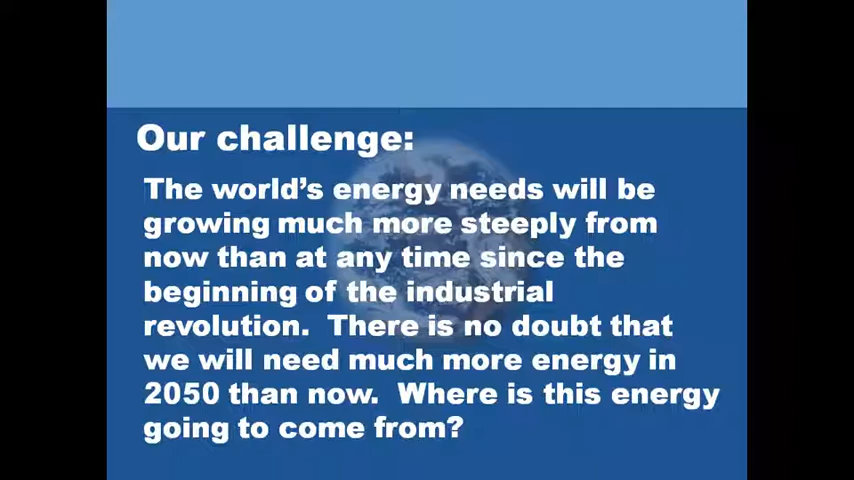 Our challenge:
The world’s energy needs will be
growing much more steeply from
now than at any time since the
beginning of the industrial
revolution.  There is no doubt that
we will need much more energy in
2050 than now.  Where is this energy
going to come from?